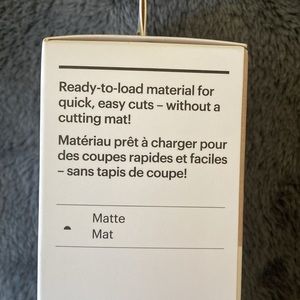 Ready-to-load material for
quick, easy cuts – without a
cutting mat!
Matériau prêt à charger pour
des coupes rapides et faciles
– sans tapis de coupe!
Matte
Mat